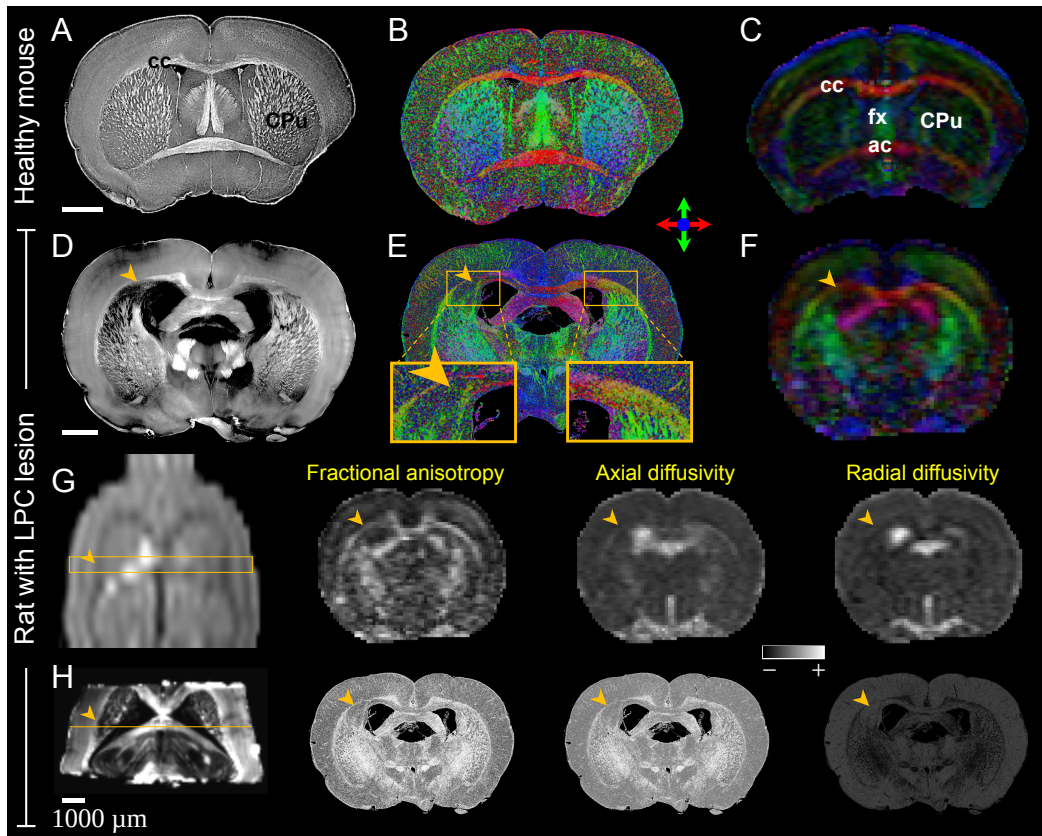 Healthy mouse
A
cc
CPu
B
C
cc
fx
CPu
ac
Rat with LPC lesion
D
E
F
G
Fractional anisotropy
Axial diffusivity
Radial diffusivity
− +
H
1000 µm